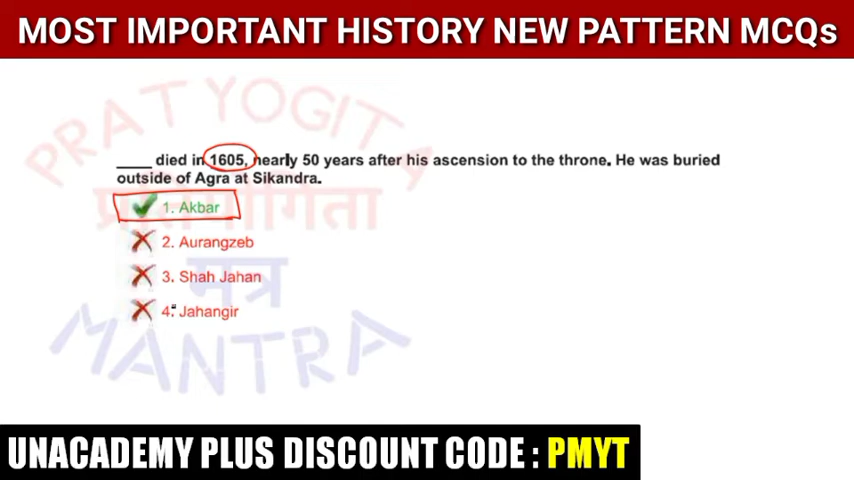 MOST IMPORTANT HISTORY NEW PATTERN MCQs
PRATYOGITA
____ died in 1605, nearly 50 years after his ascension to the throne. He was buried
outside of Agra at Sikandra.
1. Akbar
प्रतियोगिता
2. Aurangzeb
3. Shah Jahan
मंत्र
4. Jahangir
MANTRA
UNACADEMY PLUS DISCOUNT CODE : PMYT